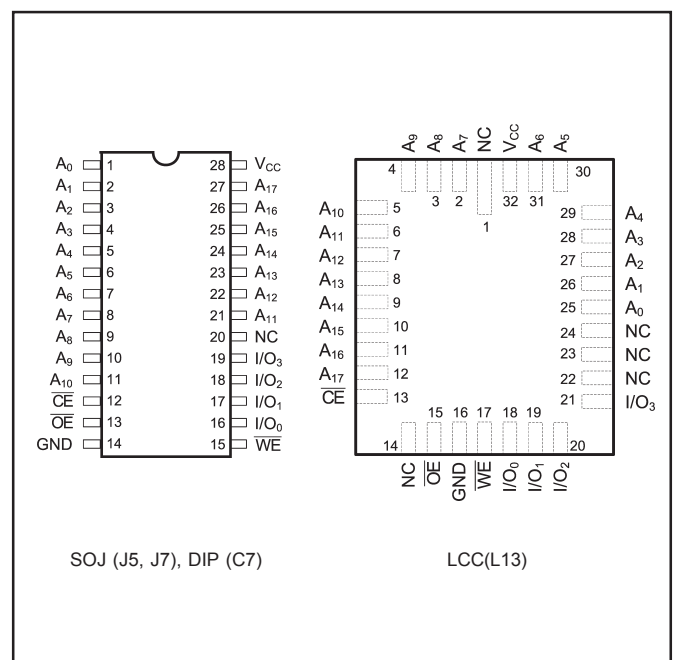 A0 1 28 VCC
A1 2 27 A17
A2 3 26 A16
A3 4 25 A15
A4 5 24 A14
A5 6 23 A13
A6 7 22 A12
A7 8 21 A11
A8 9 20 NC
A9 10 19 I/O3
A10 11 18 I/O2
C̅E̅ 12 17 I/O1
O̅E̅ 13 16 I/O0
GND 14 15 W̅E̅
SOJ (J5, J7), DIP (C7)
A9 A8 A7 NC VCC A6 A5
4 3 2 1 32 31 30
A10 5
A11 6
A12 7
A13 8
A14 9
A15 10
A16 11
A17 12
C̅E̅ 13
29 A4
28 A3
27 A2
26 A1
25 A0
24 NC
23 NC
22 NC
21 I/O3
14 15 16 17 18 19 20
NC O̅E̅ GND W̅E̅ I/O0 I/O1 I/O2
LCC(L13)